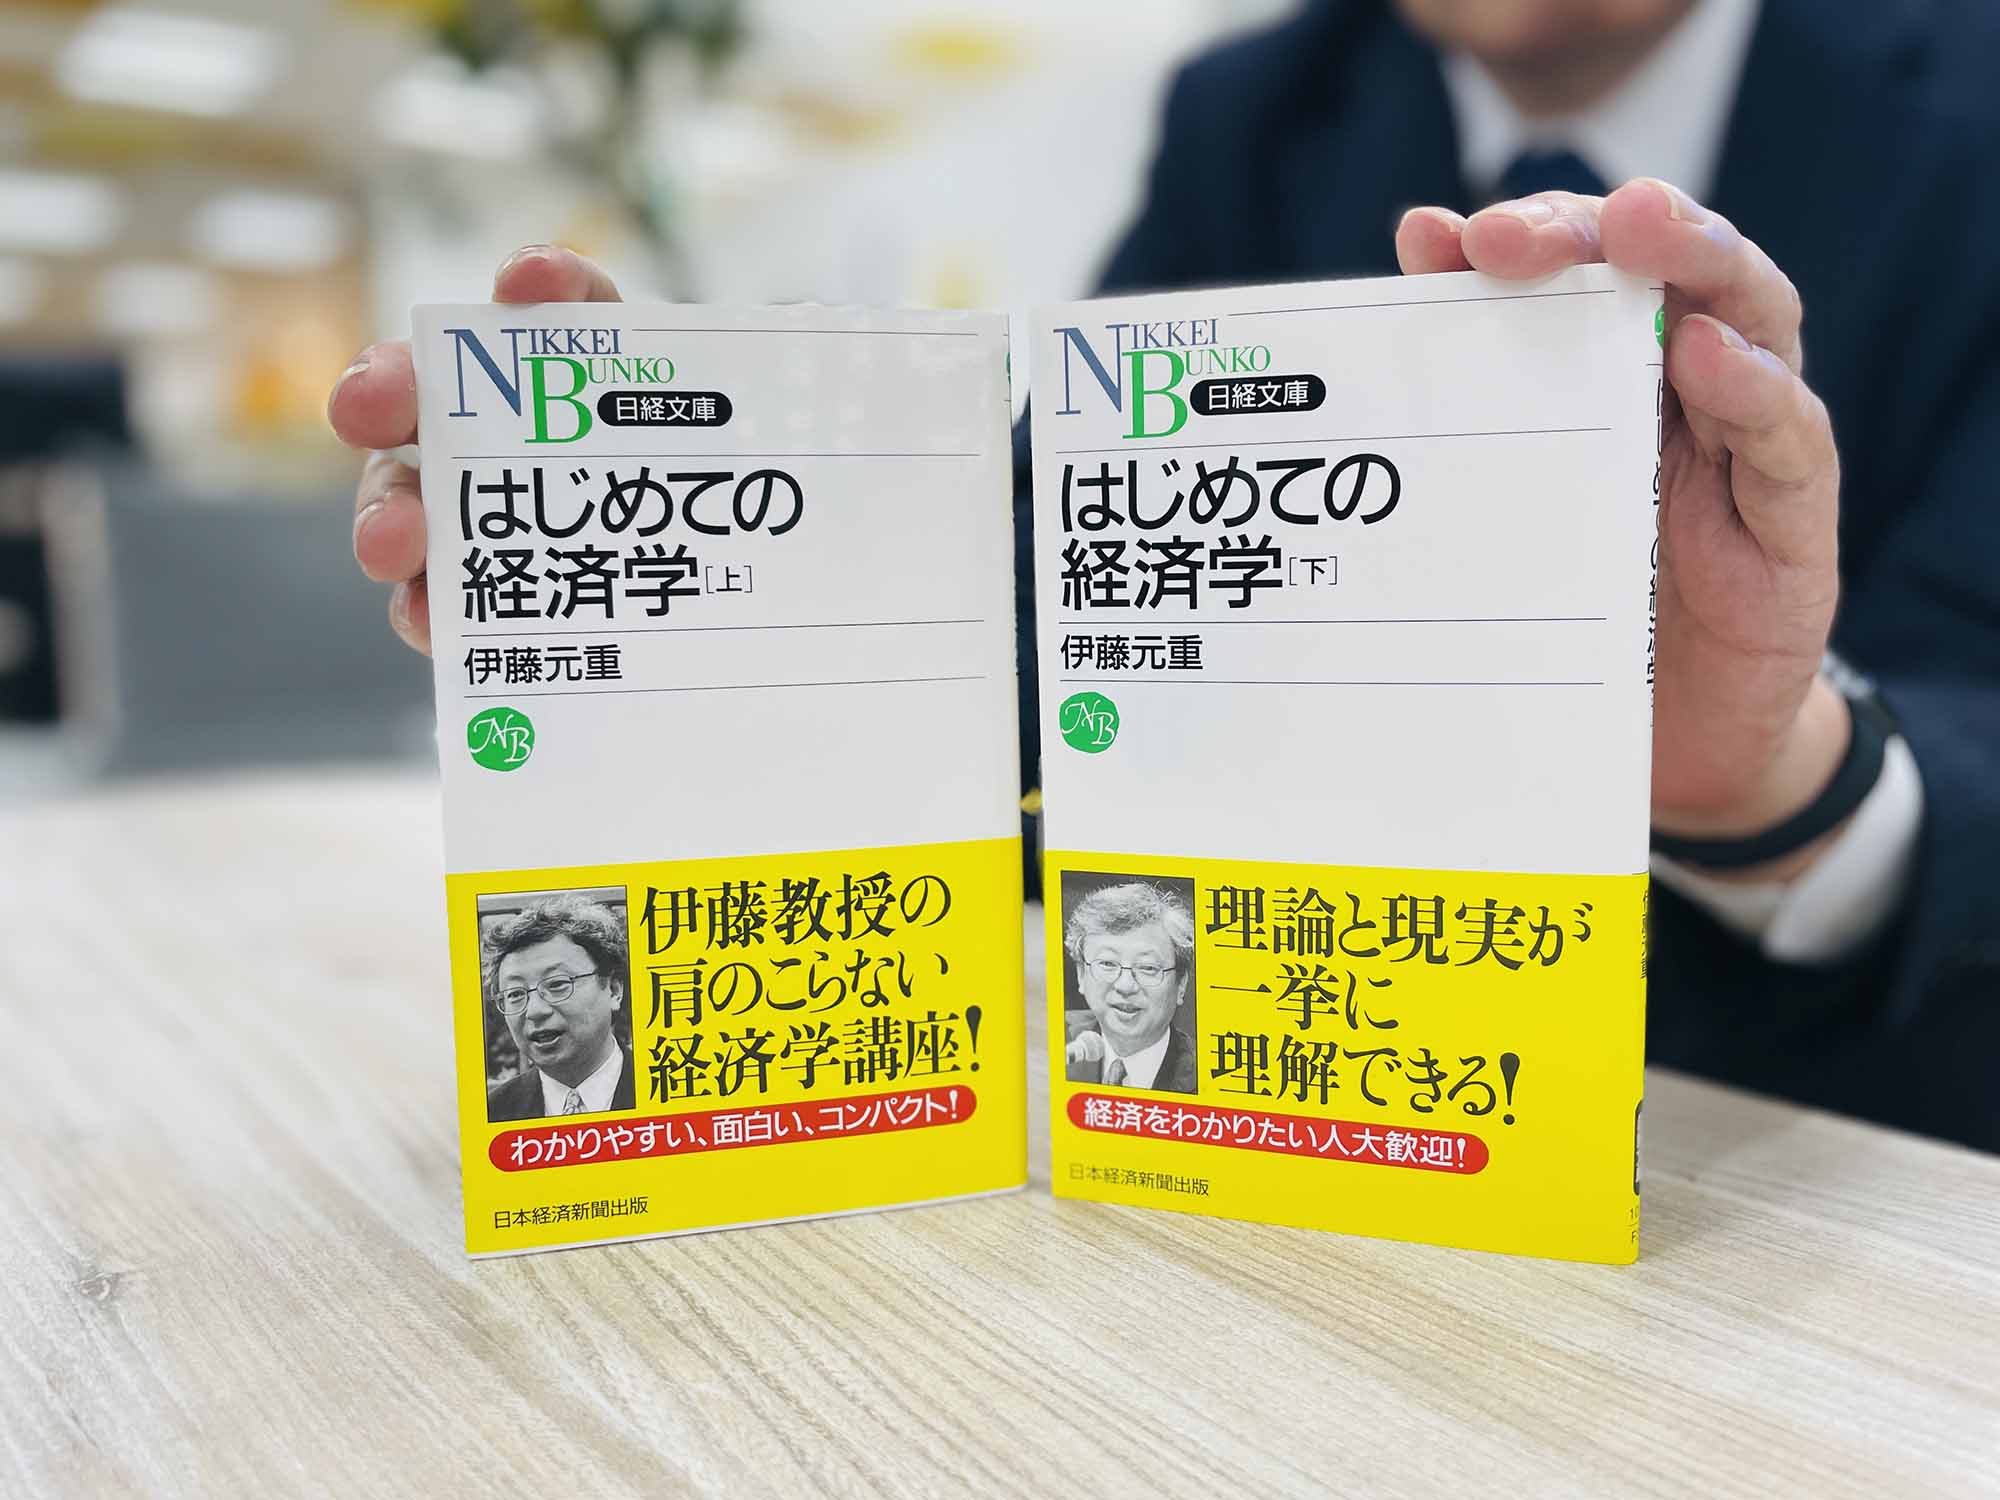 NIKKEI
BUNKO
日経文庫
はじめての
経済学[上]
伊藤元重
NB
伊藤教授の
肩のこらない
経済学講座!
わかりやすい、面白い、コンパクト!
日本経済新聞出版
NIKKEI
BUNKO
日経文庫
はじめての
経済学[下]
伊藤元重
NB
理論と現実が
一挙に
理解できる!
経済をわかりたい人大歓迎!
日本経済新聞出版